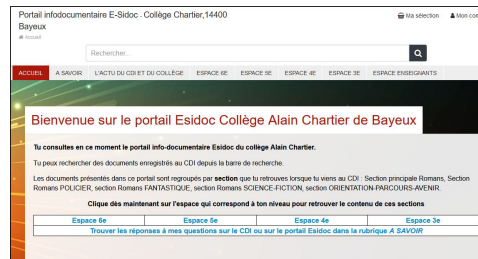 Portail infodocumentaire E-Sidoc - Collège Chartier,14400
Bayeux
Ma sélection
Mon con
Accueil
Rechercher...
ACCUEIL A SAVOIR L'ACTU DU CDI ET DU COLLÈGE ESPACE 6E ESPACE 5E ESPACE 4E ESPACE 3E ESPACE ENSEIGNANTS
Bienvenue sur le portail Esidoc Collège Alain Chartier de Bayeux
Tu consultes en ce moment le portail info-documentaire Esidoc du collège Alain Chartier.
Tu peux rechercher des documents enregistrés au CDI depuis la barre de recherche.
Les documents présentés dans ce portail sont regroupés par section que tu retrouves lorsque tu viens au CDI : Section principale Romans, Section
Romans POLICIER, section Romans FANTASTIQUE, section Romans SCIENCE-FICTION, section ORIENTATION-PARCOURS-AVENIR.
Clique dès maintenant sur l'espace qui correspond à ton niveau pour retrouver le contenu de ces sections
Espace 6e Espace 5e Espace 4e Espace 3e
Trouver les réponses à mes questions sur le CDI ou sur le portail Esidoc dans la rubrique A SAVOIR